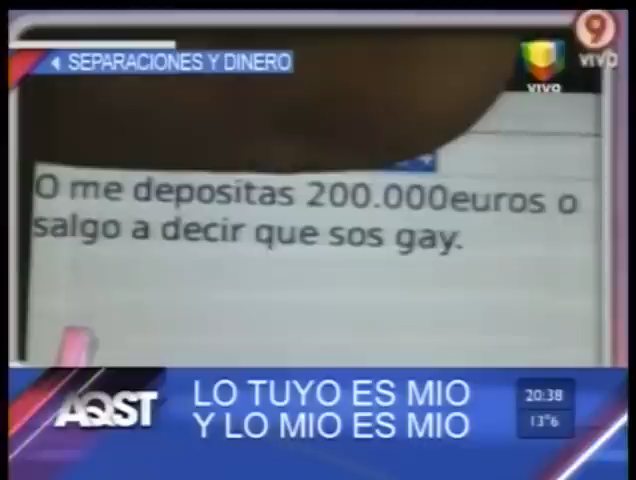 9
VIVO
SEPARACIONES Y DINERO
VIVO
O me depositas 200.000euros o
salgo a decir que sos gay.
AQST
LO TUYO ES MIO
Y LO MIO ES MIO
20:38
13°6